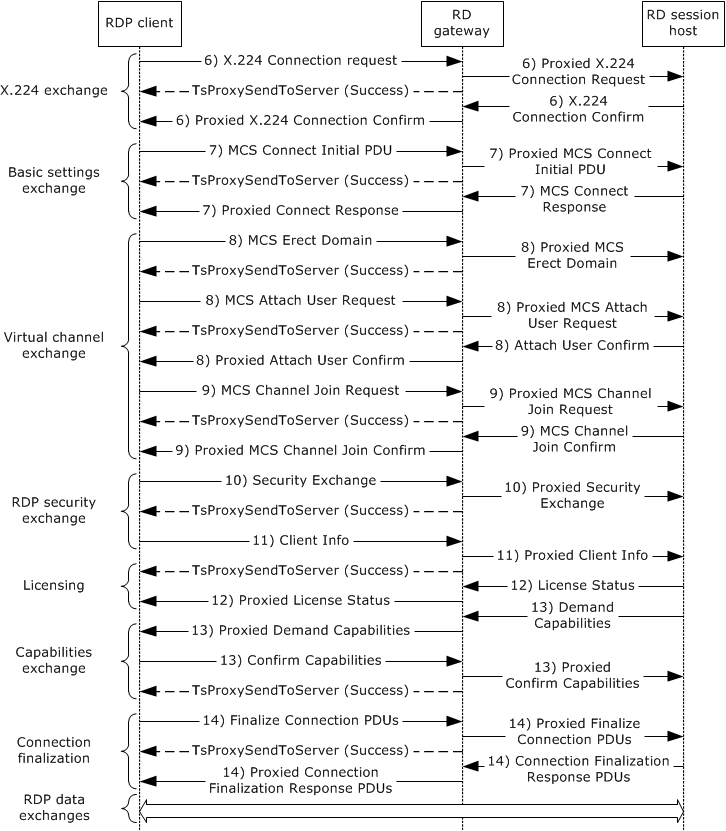 RDP client
RD
gateway
RD session
host
X.224 exchange
6) X.224 Connection request
6) Proxied X.224
Connection Request
TsProxySendToServer (Success)
6) X.224
Connection Confirm
6) Proxied X.224 Connection Confirm
Basic settings
exchange
7) MCS Connect Initial PDU
7) Proxied MCS Connect
Initial PDU
TsProxySendToServer (Success)
7) MCS Connect
Response
7) Proxied Connect Response
Virtual channel
exchange
8) MCS Erect Domain
8) Proxied MCS
Erect Domain
TsProxySendToServer (Success)
8) MCS Attach User Request
8) Proxied MCS Attach
User Request
TsProxySendToServer (Success)
8) Attach User Confirm
8) Proxied Attach User Confirm
9) MCS Channel Join Request
9) Proxied MCS Channel
Join Request
TsProxySendToServer (Success)
9) MCS Channel
Join Confirm
9) Proxied MCS Channel Join Confirm
RDP security
exchange
10) Security Exchange
10) Proxied Security
Exchange
TsProxySendToServer (Success)
11) Client Info
11) Proxied Client Info
Licensing
TsProxySendToServer (Success)
12) License Status
12) Proxied License Status
13) Demand
Capabilities
Capabilities
exchange
13) Proxied Demand Capabilities
13) Confirm Capabilities
13) Proxied
Confirm Capabilities
TsProxySendToServer (Success)
Connection
finalization
14) Finalize Connection PDUs
14) Proxied Finalize
Connection PDUs
TsProxySendToServer (Success)
14) Connection Finalization
Response PDUs
14) Proxied Connection
Finalization Response PDUs
RDP data
exchanges